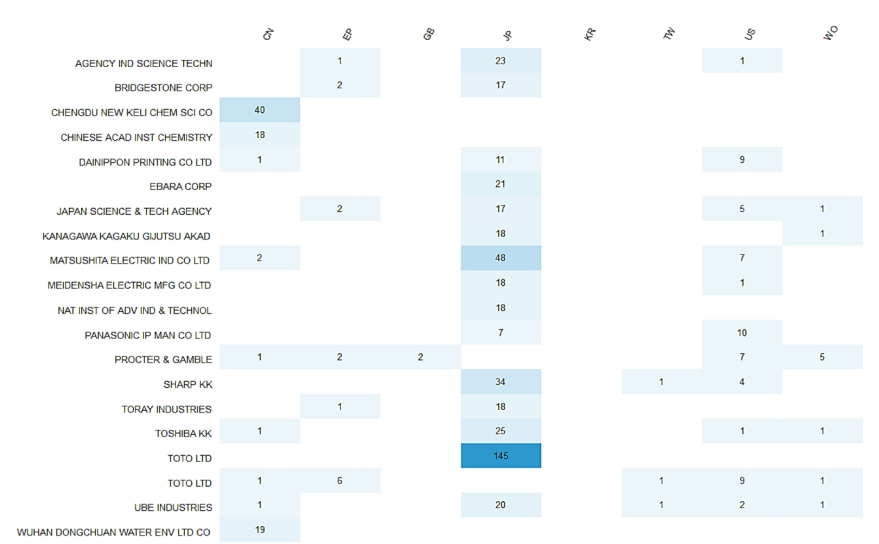 CN EP GB JP KR TW US WO
AGENCY IND SCIENCE TECHN 1 23 1
BRIDGESTONE CORP 2 17
CHENGDU NEW KELI CHEM SCI CO 40
CHINESE ACAD INST CHEMISTRY 18
DAINIPPON PRINTING CO LTD 1 11 9
EBARA CORP 21
JAPAN SCIENCE & TECH AGENCY 2 17 5 1
KANAGAWA KAGAKU GIJUTSU AKAD 18 1
MATSUSHITA ELECTRIC IND CO LTD 2 48 7
MEIDENSHA ELECTRIC MFG CO LTD 18 1
NAT INST OF ADV IND & TECHNOL 18
PANASONIC IP MAN CO LTD 7 10
PROCTER & GAMBLE 1 2 2 7 5
SHARP KK 34 1 4
TORAY INDUSTRIES 1 18
TOSHIBA KK 1 25 1 1
TOTO LTD 145
TOTO LTD 1 6 1 9 1
UBE INDUSTRIES 1 20 1 2 1
WUHAN DONGCHUAN WATER ENV LTD CO 19